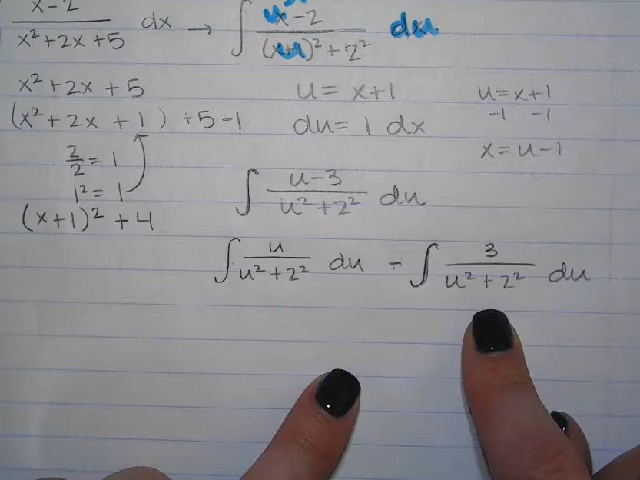 x-2 / x²+2x+5 dx → ∫ u-1-2 / (u)²+2² du
x²+2x+5
(x²+2x+1)+5-1
2/2=1
1²=1
(x+1)²+4
u=x+1
du=1 dx
u=x+1
-1 -1
x=u-1
∫ u-3 / u²+2² du
∫ u / u²+2² du - ∫ 3 / u²+2² du